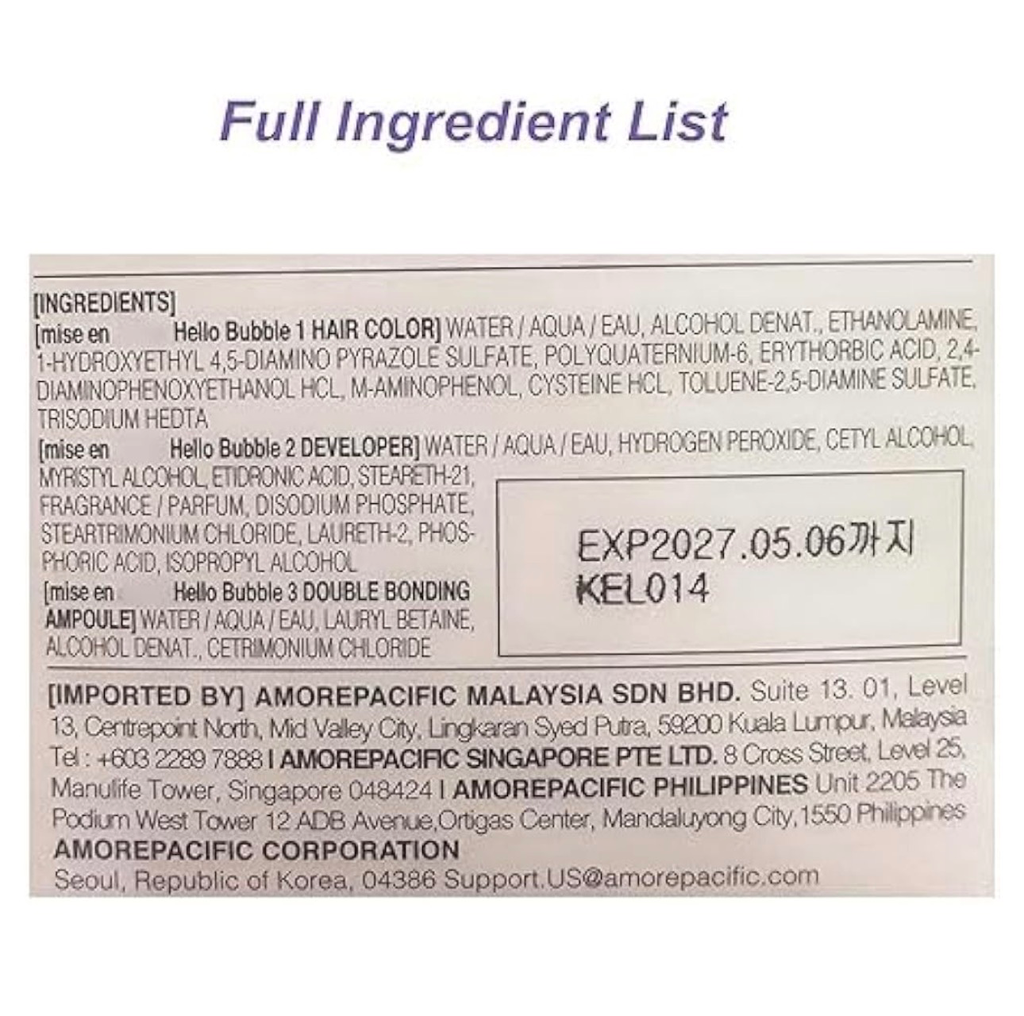 Full Ingredient List
[INGREDIENTS]
[mise en Hello Bubble 1 HAIR COLOR] WATER / AQUA / EAU, ALCOHOL DENAT., ETHANOLAMINE,
1-HYDROXYETHYL 4,5-DIAMINO PYRAZOLE SULFATE, POLYQUATERNIUM-6, ERYTHORBIC ACID, 2,4-
DIAMINOPHENOXYETHANOL HCL, M-AMINOPHENOL, CYSTEINE HCL, TOLUENE-2,5-DIAMINE SULFATE,
TRISODIUM HEDTA
[mise en Hello Bubble 2 DEVELOPER] WATER / AQUA / EAU, HYDROGEN PEROXIDE, CETYL ALCOHOL,
MYRISTYL ALCOHOL, ETIDRONIC ACID, STEARETH-21,
FRAGRANCE / PARFUM, DISODIUM PHOSPHATE,
STEARTRIMONIUM CHLORIDE, LAURETH-2, PHOS-
PHORIC ACID, ISOPROPYL ALCOHOL
[mise en Hello Bubble 3 DOUBLE BONDING
AMPOULE] WATER / AQUA / EAU, LAURYL BETAINE,
ALCOHOL DENAT., CETRIMONIUM CHLORIDE
EXP2027.05.06까지
KEL014
[IMPORTED BY] AMOREPACIFIC MALAYSIA SDN BHD. Suite 13. 01, Level
13, Centrepoint North, Mid Valley City, Lingkaran Syed Putra, 59200 Kuala Lumpur, Malaysia
Tel : +603 2289 7888 | AMOREPACIFIC SINGAPORE PTE LTD. 8 Cross Street, Level 25,
Manulife Tower, Singapore 048424 | AMOREPACIFIC PHILIPPINES Unit 2205 The
Podium West Tower 12 ADB Avenue,Ortigas Center, Mandaluyong City,1550 Philippines
AMOREPACIFIC CORPORATION
Seoul, Republic of Korea, 04386 Support.US@amorepacific.com